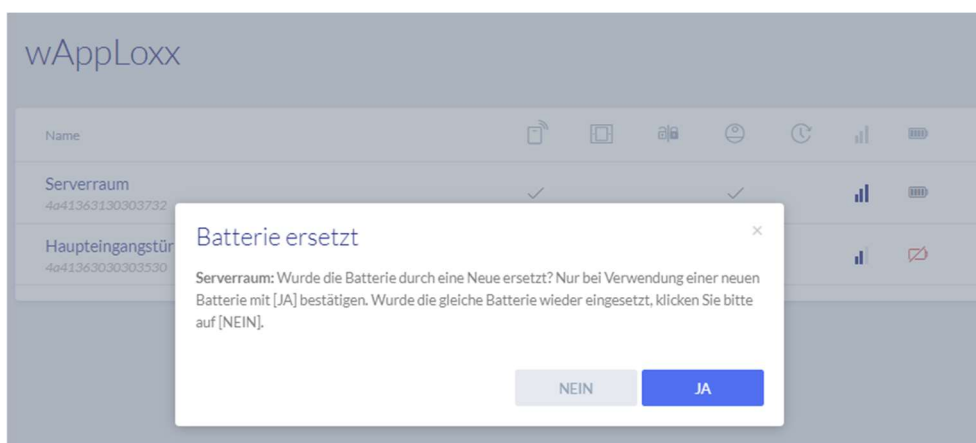 wAppLoxx
Name
Serverraum
4a41363130303732
Haupteingangstür
4a41363030303530
Batterie ersetzt
Serverraum: Wurde die Batterie durch eine Neue ersetzt? Nur bei Verwendung einer neuen
Batterie mit [JA] bestätigen. Wurde die gleiche Batterie wieder eingesetzt, klicken Sie bitte
auf [NEIN].
NEIN
JA